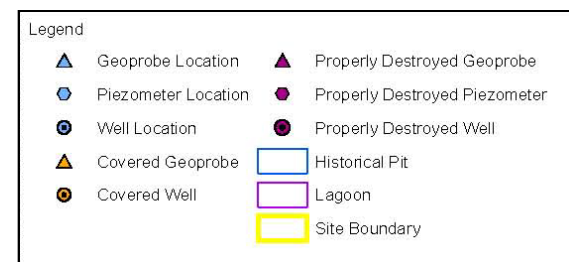 Legend
Geoprobe Location
Properly Destroyed Geoprobe
Piezometer Location
Properly Destroyed Piezometer
Well Location
Properly Destroyed Well
Covered Geoprobe
Historical Pit
Covered Well
Lagoon
Site Boundary